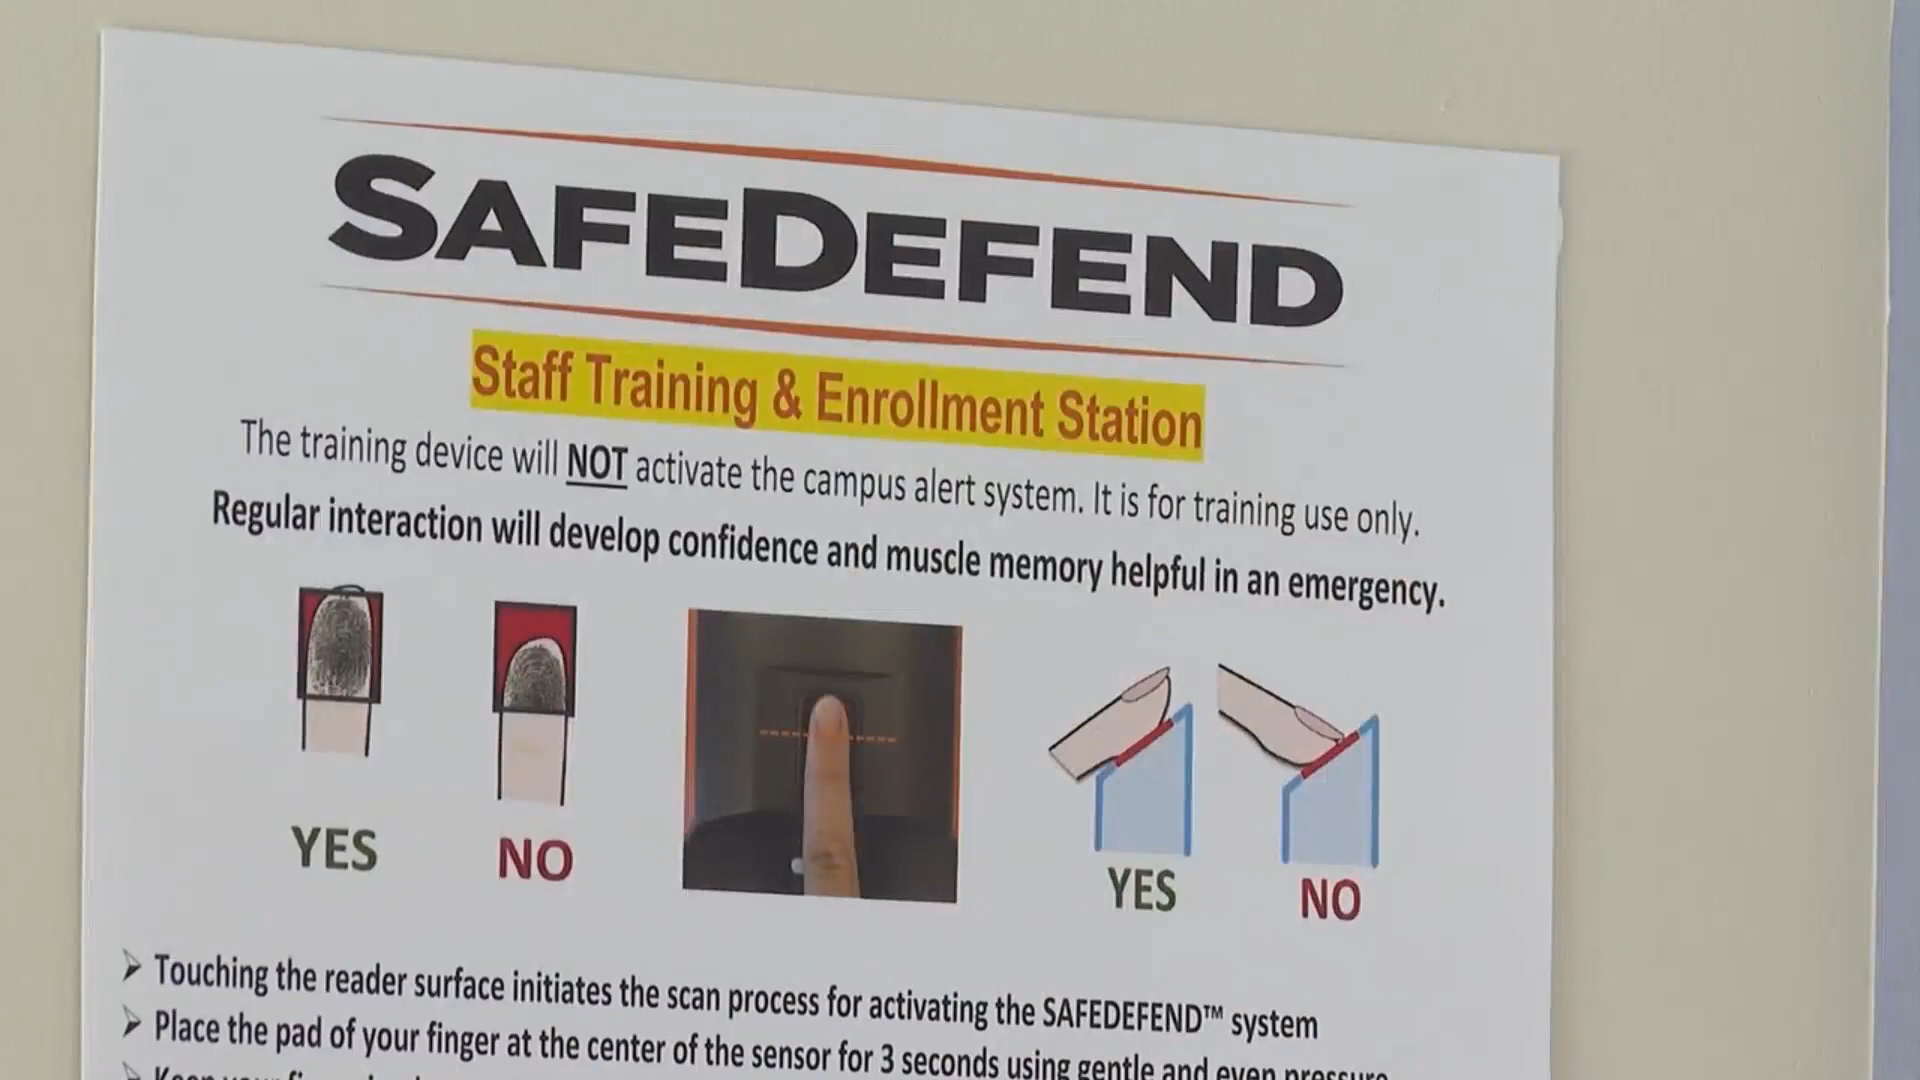 SAFEDEFEND
Staff Training & Enrollment Station
The training device will NOT activate the campus alert system. It is for training use only.
Regular interaction will develop confidence and muscle memory helpful in an emergency.
YES NO YES NO
➢ Touching the reader surface initiates the scan process for activating the SAFEDEFEND™ system
➢ Place the pad of your finger at the center of the sensor for 3 seconds using gentle and even pressure
➢ Keep your